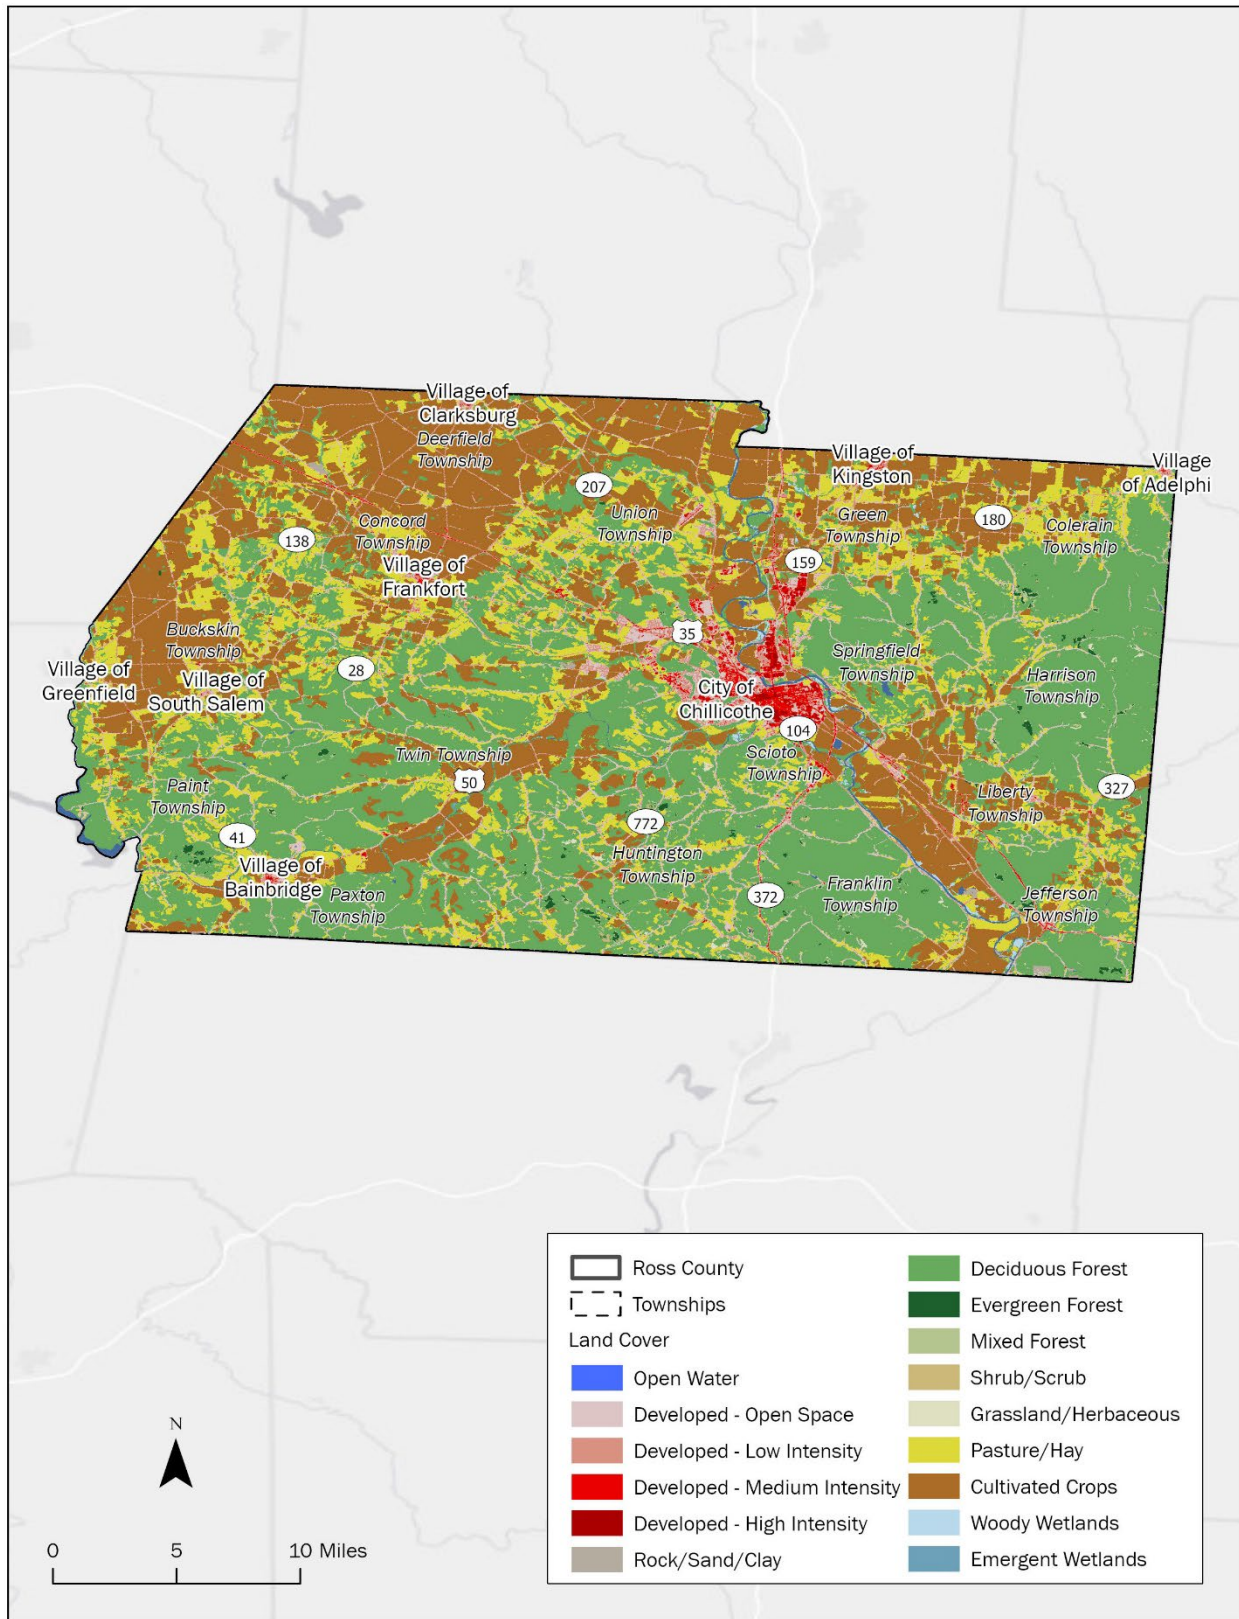 Village of
Clarksburg
Deerfield
Township
Village of
Kingston
Village
of Adelphi
207
Union
Township
Green
Township
180
Colerain
Township
138
Concord
Township
Village of
Frankfort
159
Buckskin
Township
35
Springfield
Township
Harrison
Township
Village of
Greenfield
Village of
South Salem
28
City of
Chillicothe
104
Scioto
Township
Twin Township
50
Paint
Township
Liberty
Township
327
41
772
Village of
Bainbridge
Huntington
Township
Paxton
Township
372
Franklin
Township
Jefferson
Township
Ross County
Townships
Land Cover
Open Water
Developed - Open Space
Developed - Low Intensity
Developed - Medium Intensity
Developed - High Intensity
Rock/Sand/Clay
Deciduous Forest
Evergreen Forest
Mixed Forest
Shrub/Scrub
Grassland/Herbaceous
Pasture/Hay
Cultivated Crops
Woody Wetlands
Emergent Wetlands
N
0 5 10 Miles